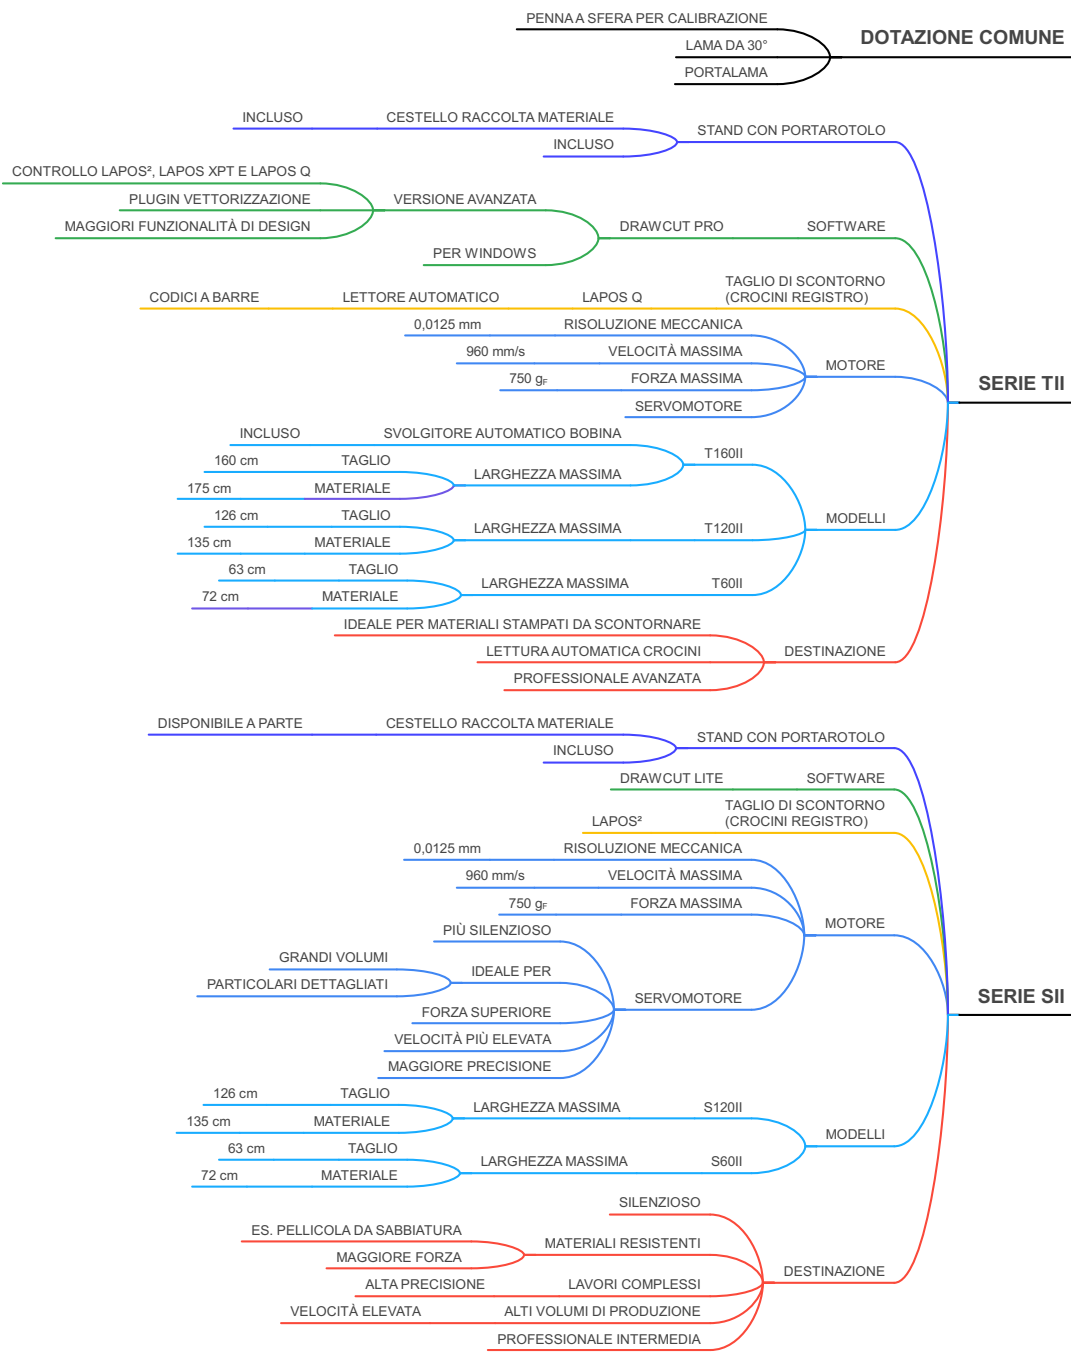 PENNA A SFERA PER CALIBRAZIONE
DOTAZIONE COMUNE
LAMA DA 30°
PORTALAMA
INCLUSO
CESTELLO RACCOLTA MATERIALE
STAND CON PORTAROTOLO
INCLUSO
CONTROLLO LAPOS², LAPOS XPT E LAPOS Q
PLUGIN VETTORIZZAZIONE
VERSIONE AVANZATA
MAGGIORI FUNZIONALITÀ DI DESIGN
DRAWCUT PRO
SOFTWARE
PER WINDOWS
CODICI A BARRE
LETTORE AUTOMATICO
LAPOS Q
TAGLIO DI SCONTORNO
(CROCINI REGISTRO)
0,0125 mm
RISOLUZIONE MECCANICA
960 mm/s
VELOCITÀ MASSIMA
MOTORE
750 gF
FORZA MASSIMA
SERIE TII
SERVOMOTORE
INCLUSO
SVOLGITORE AUTOMATICO BOBINA
T160II
160 cm
TAGLIO
LARGHEZZA MASSIMA
175 cm
MATERIALE
126 cm
TAGLIO
LARGHEZZA MASSIMA
T120II
MODELLI
135 cm
MATERIALE
63 cm
TAGLIO
LARGHEZZA MASSIMA
T60II
72 cm
MATERIALE
IDEALE PER MATERIALI STAMPATI DA SCONTORNARE
LETTURA AUTOMATICA CROCINI
DESTINAZIONE
PROFESSIONALE AVANZATA
DISPONIBILE A PARTE
CESTELLO RACCOLTA MATERIALE
STAND CON PORTAROTOLO
INCLUSO
DRAWCUT LITE
SOFTWARE
LAPOS²
TAGLIO DI SCONTORNO
(CROCINI REGISTRO)
0,0125 mm
RISOLUZIONE MECCANICA
960 mm/s
VELOCITÀ MASSIMA
750 gF
FORZA MASSIMA
MOTORE
PIÙ SILENZIOSO
GRANDI VOLUMI
IDEALE PER
PARTICOLARI DETTAGLIATI
SERVOMOTORE
SERIE SII
FORZA SUPERIORE
VELOCITÀ PIÙ ELEVATA
MAGGIORE PRECISIONE
126 cm
TAGLIO
LARGHEZZA MASSIMA
S120II
135 cm
MATERIALE
MODELLI
63 cm
TAGLIO
LARGHEZZA MASSIMA
S60II
72 cm
MATERIALE
SILENZIOSO
ES. PELLICOLA DA SABBIATURA
MATERIALI RESISTENTI
MAGGIORE FORZA
DESTINAZIONE
ALTA PRECISIONE
LAVORI COMPLESSI
VELOCITÀ ELEVATA
ALTI VOLUMI DI PRODUZIONE
PROFESSIONALE INTERMEDIA